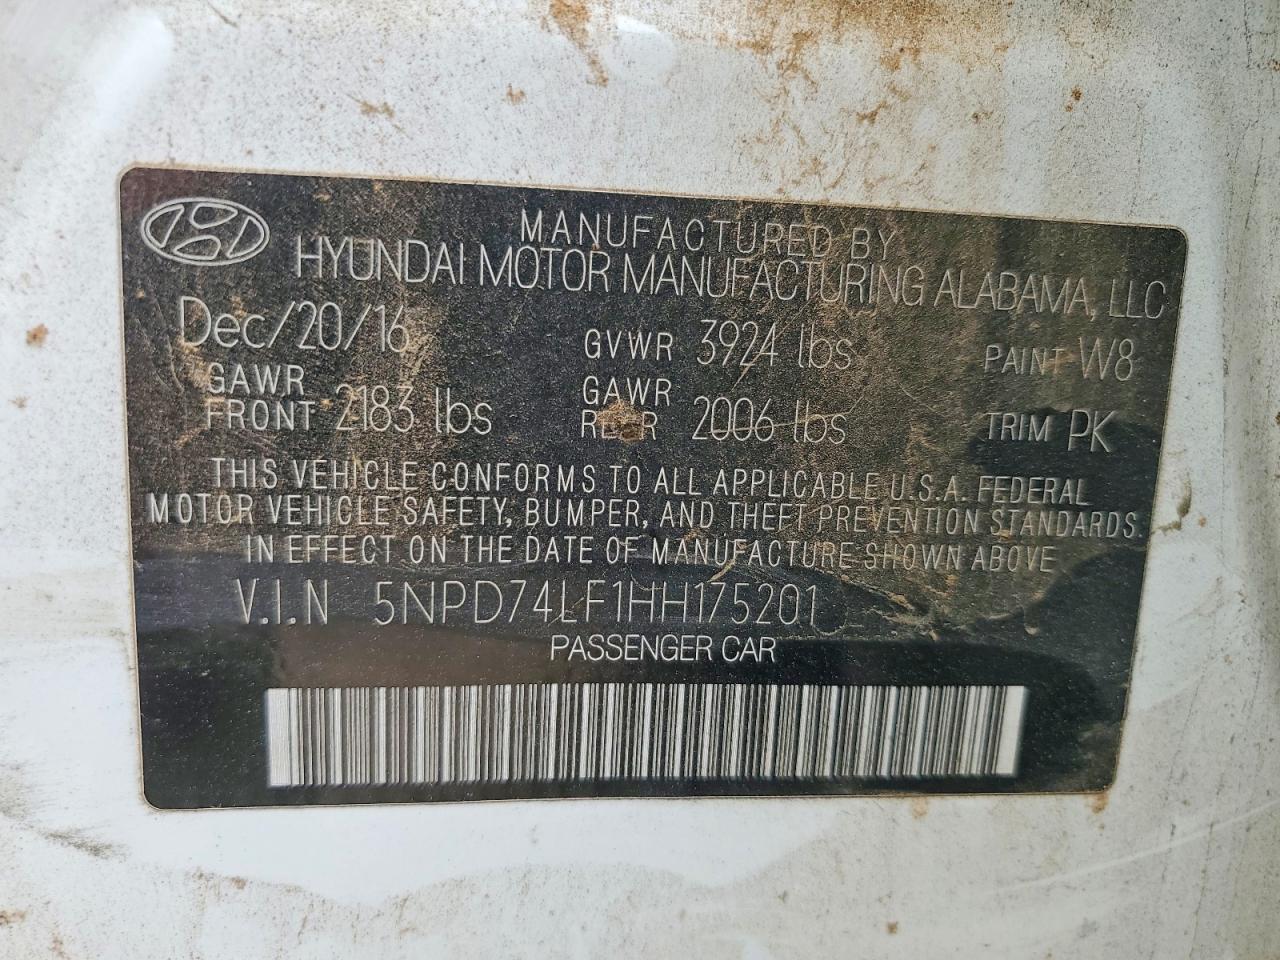 MANUFACTURED BY
HYUNDAI MOTOR MANUFACTURING ALABAMA, LLC
Dec/20/16 GVWR 3924 lbs PAINT W8
GAWR FRONT 2183 lbs GAWR REAR 2006 lbs TRIM PK
THIS VEHICLE CONFORMS TO ALL APPLICABLE U.S.A. FEDERAL
MOTOR VEHICLE SAFETY, BUMPER, AND THEFT PREVENTION STANDARDS.
IN EFFECT ON THE DATE OF MANUFACTURE SHOWN ABOVE
V.I.N 5NPD74LF1HH175201
PASSENGER CAR